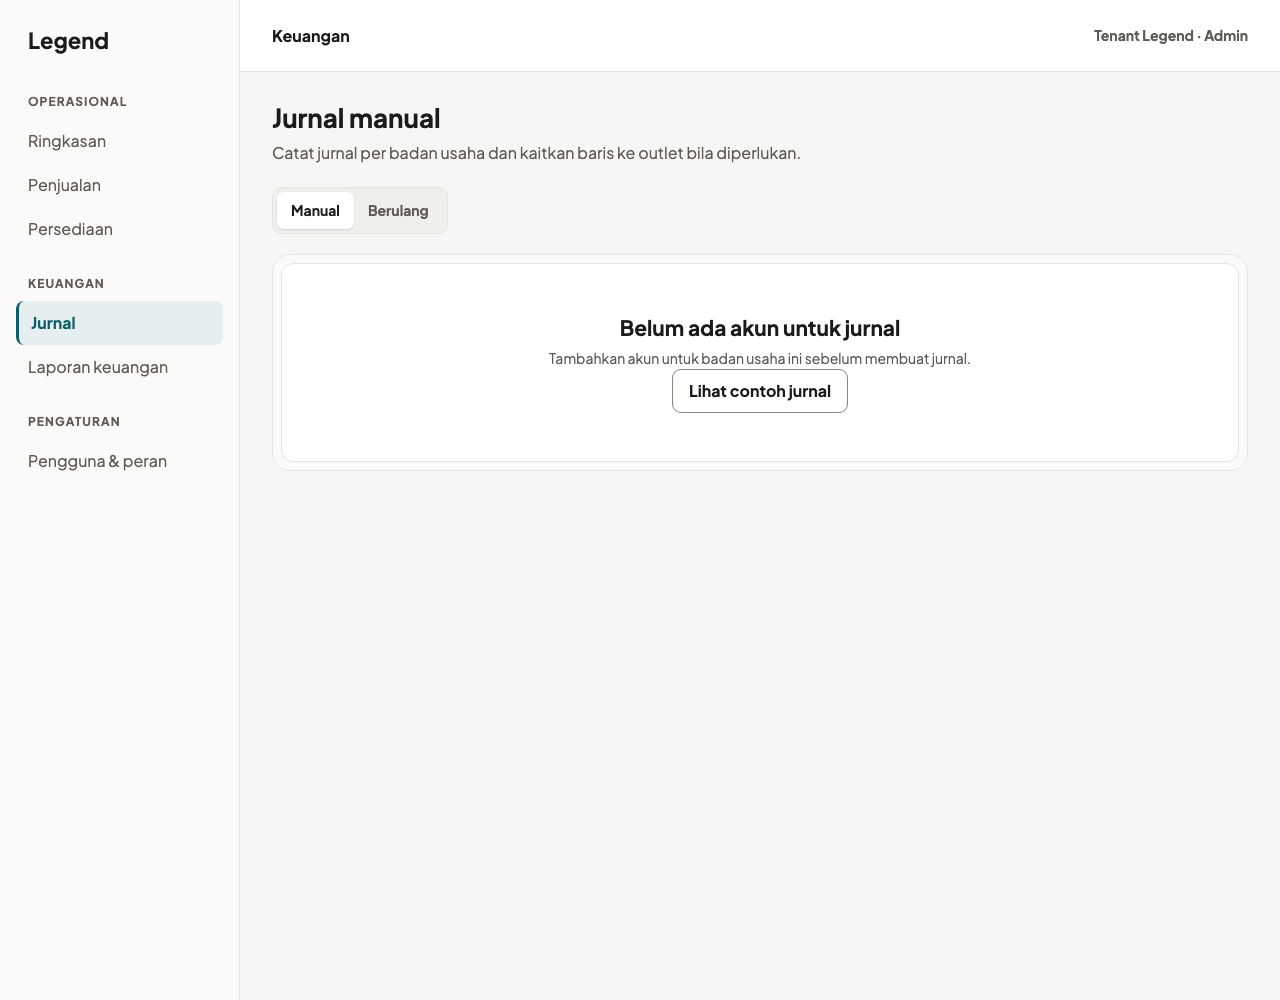 Legend
OPERASIONAL
Ringkasan
Penjualan
Persediaan
KEUANGAN
Jurnal
Laporan keuangan
PENGATURAN
Pengguna & peran
Keuangan
Tenant Legend · Admin
Jurnal manual
Catat jurnal per badan usaha dan kaitkan baris ke outlet bila diperlukan.
Manual
Berulang
Belum ada akun untuk jurnal
Tambahkan akun untuk badan usaha ini sebelum membuat jurnal.
Lihat contoh jurnal